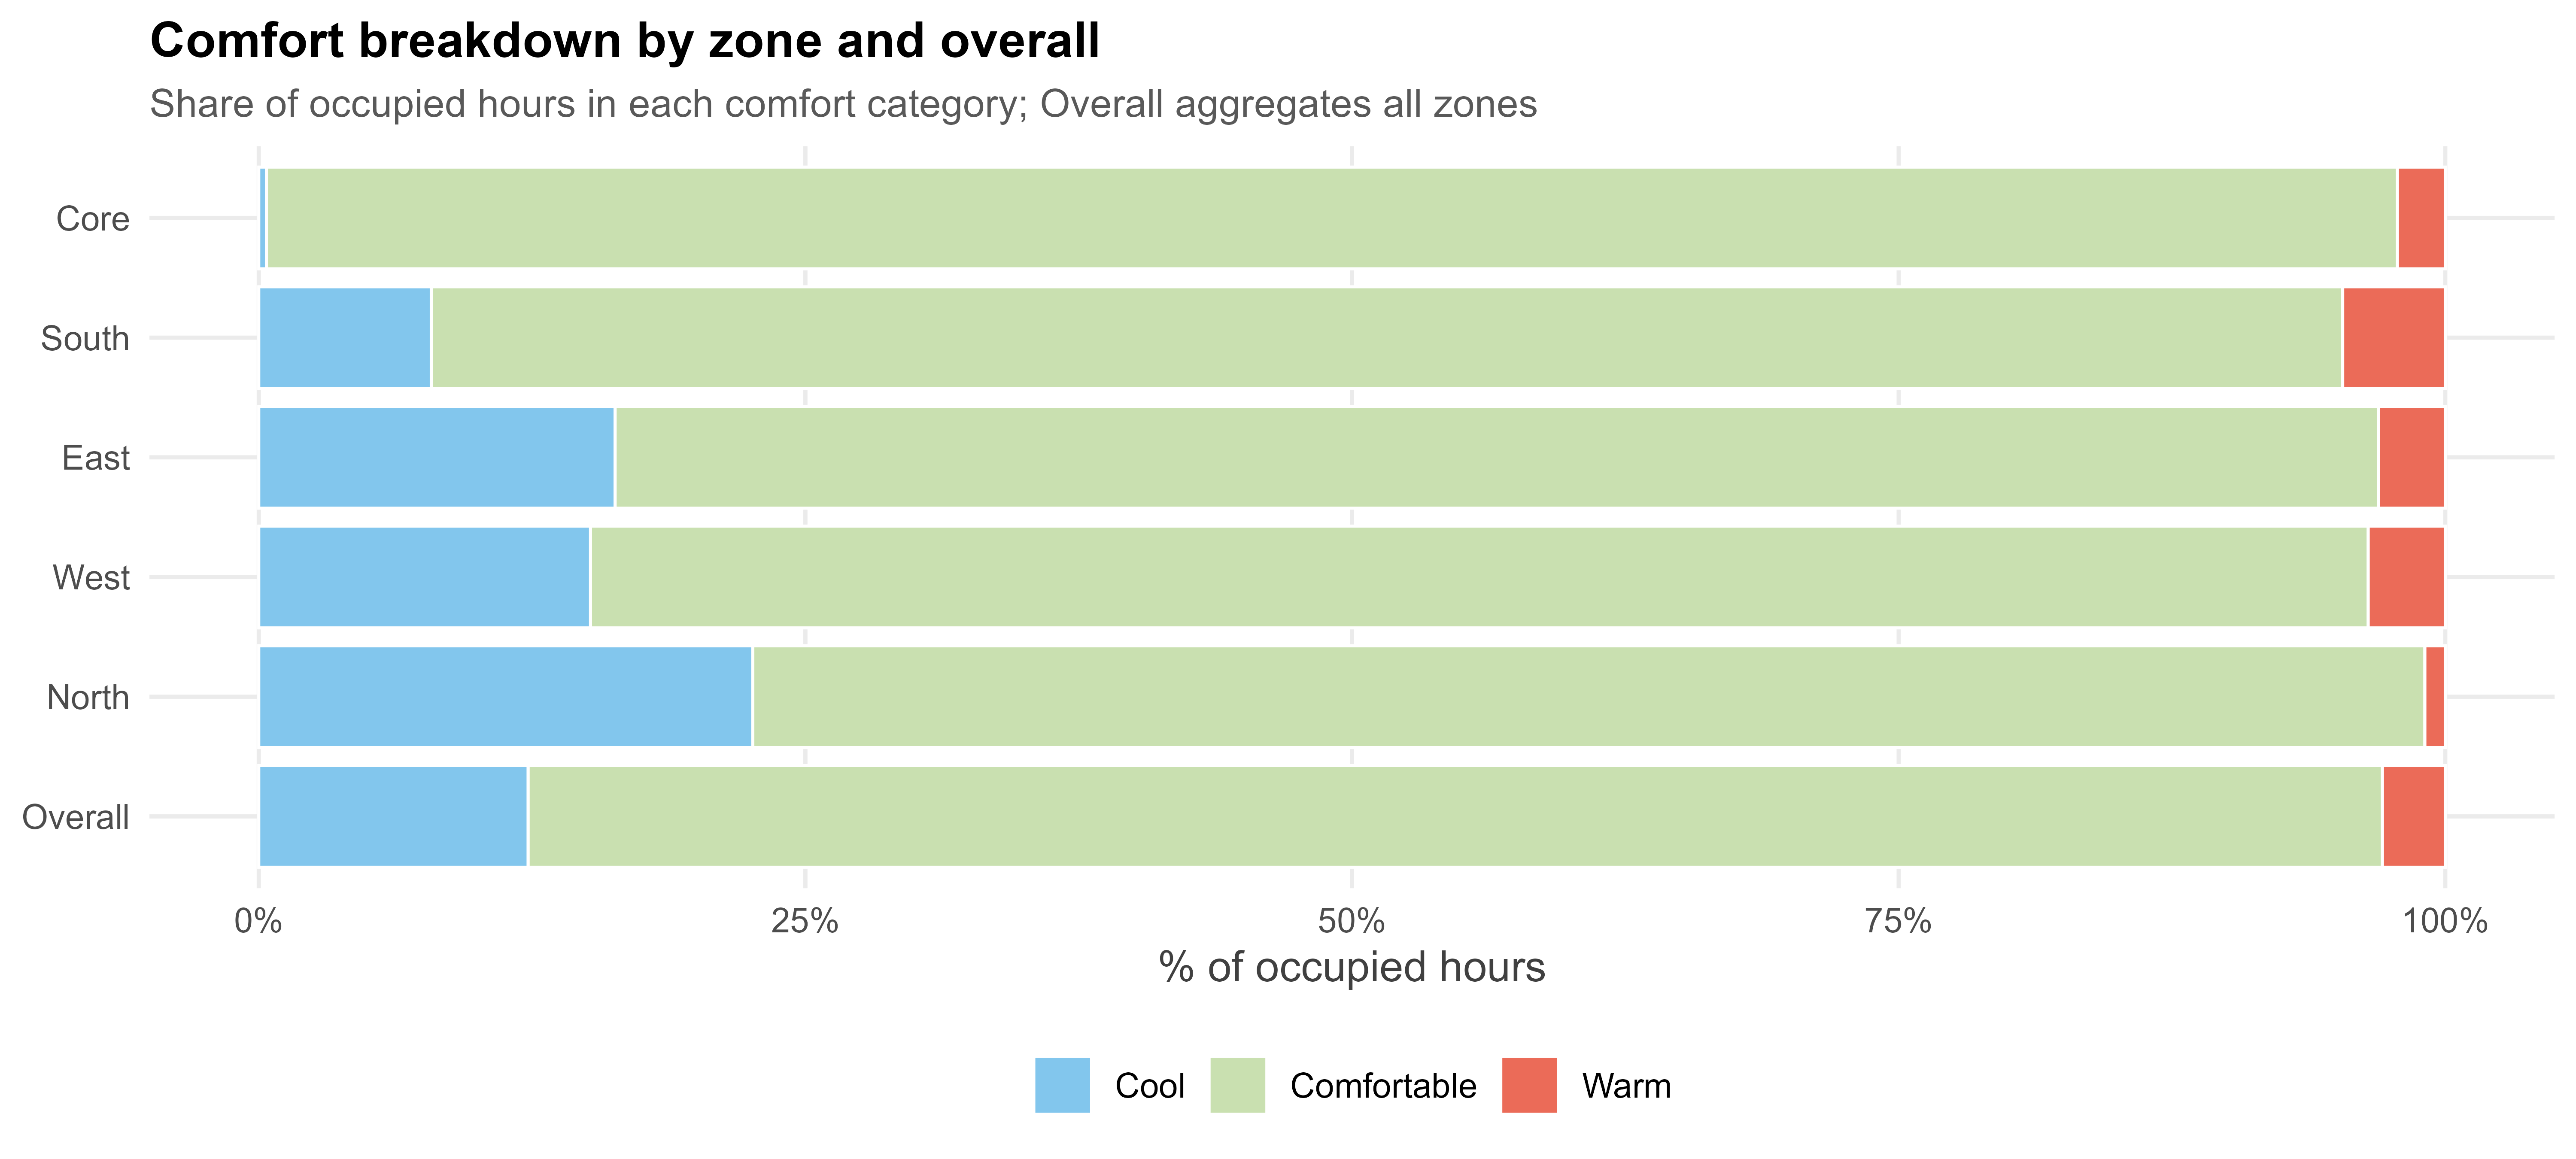 Comfort breakdown by zone and overall
Share of occupied hours in each comfort category; Overall aggregates all zones
Core
South
East
West
North
Overall
0% 25% 50% 75% 100%
% of occupied hours
Cool Comfortable Warm